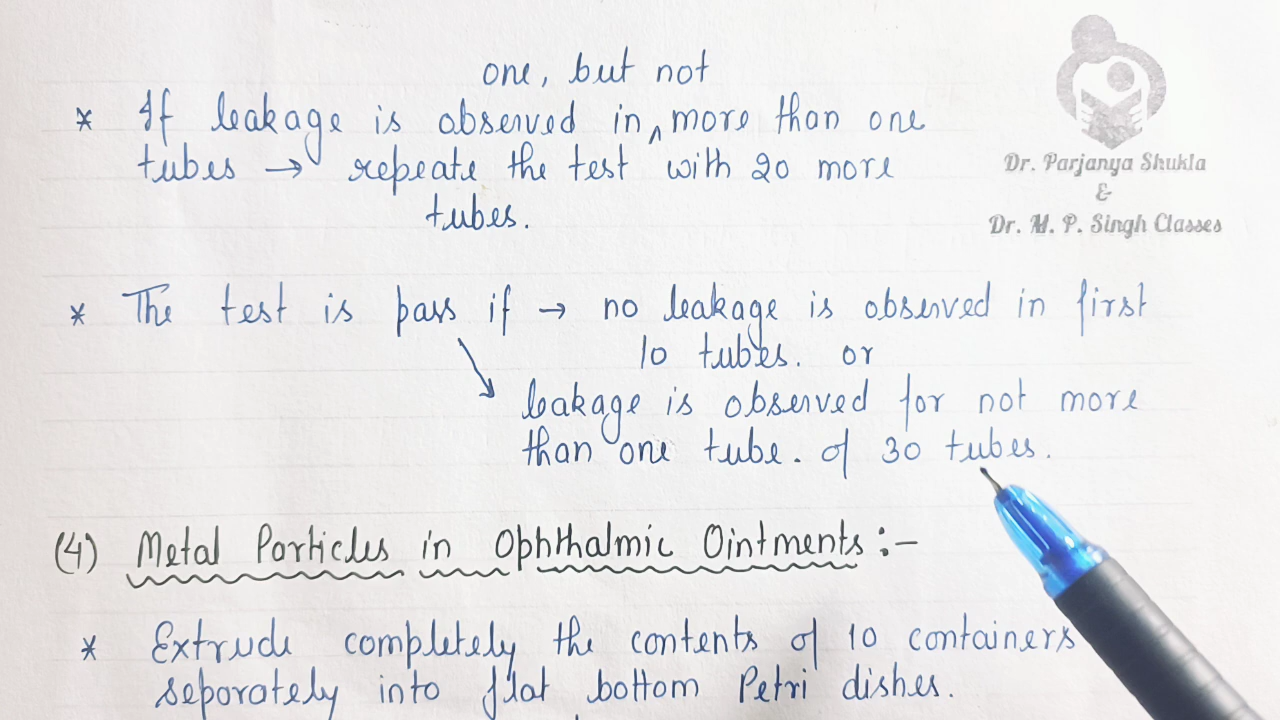 one, but not
* If leakage is observed in ^ more than one
tubes → repeate the test with 20 more
tubes.
* The test is pass if → no leakage is observed in first
10 tubes. or
leakage is observed for not more
than one tube. of 30 tubes.
(4) Metal Particles in Ophthalmic Ointments :-
* Extrude completely the contents of 10 containers
seporately into flat bottom Petri dishes.
Dr. Parjanya Shukla
&
Dr. M. P. Singh Classes